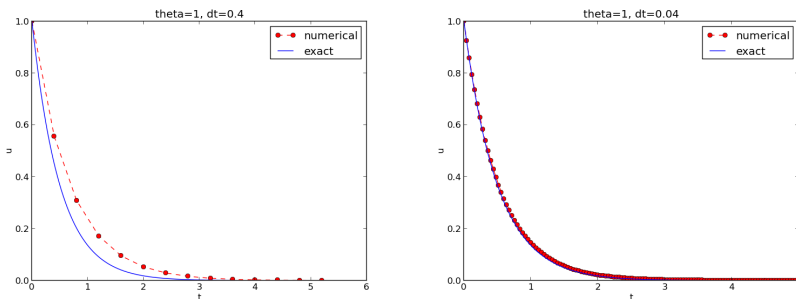 theta=1, dt=0.4
numerical
exact
1.0
0.8
0.6
0.4
0.2
0.0
u
0 1 2 3 4 5 6
t
theta=1, dt=0.04
numerical
exact
1.0
0.8
0.6
0.4
0.2
0.0
u
0 1 2 3 4
t